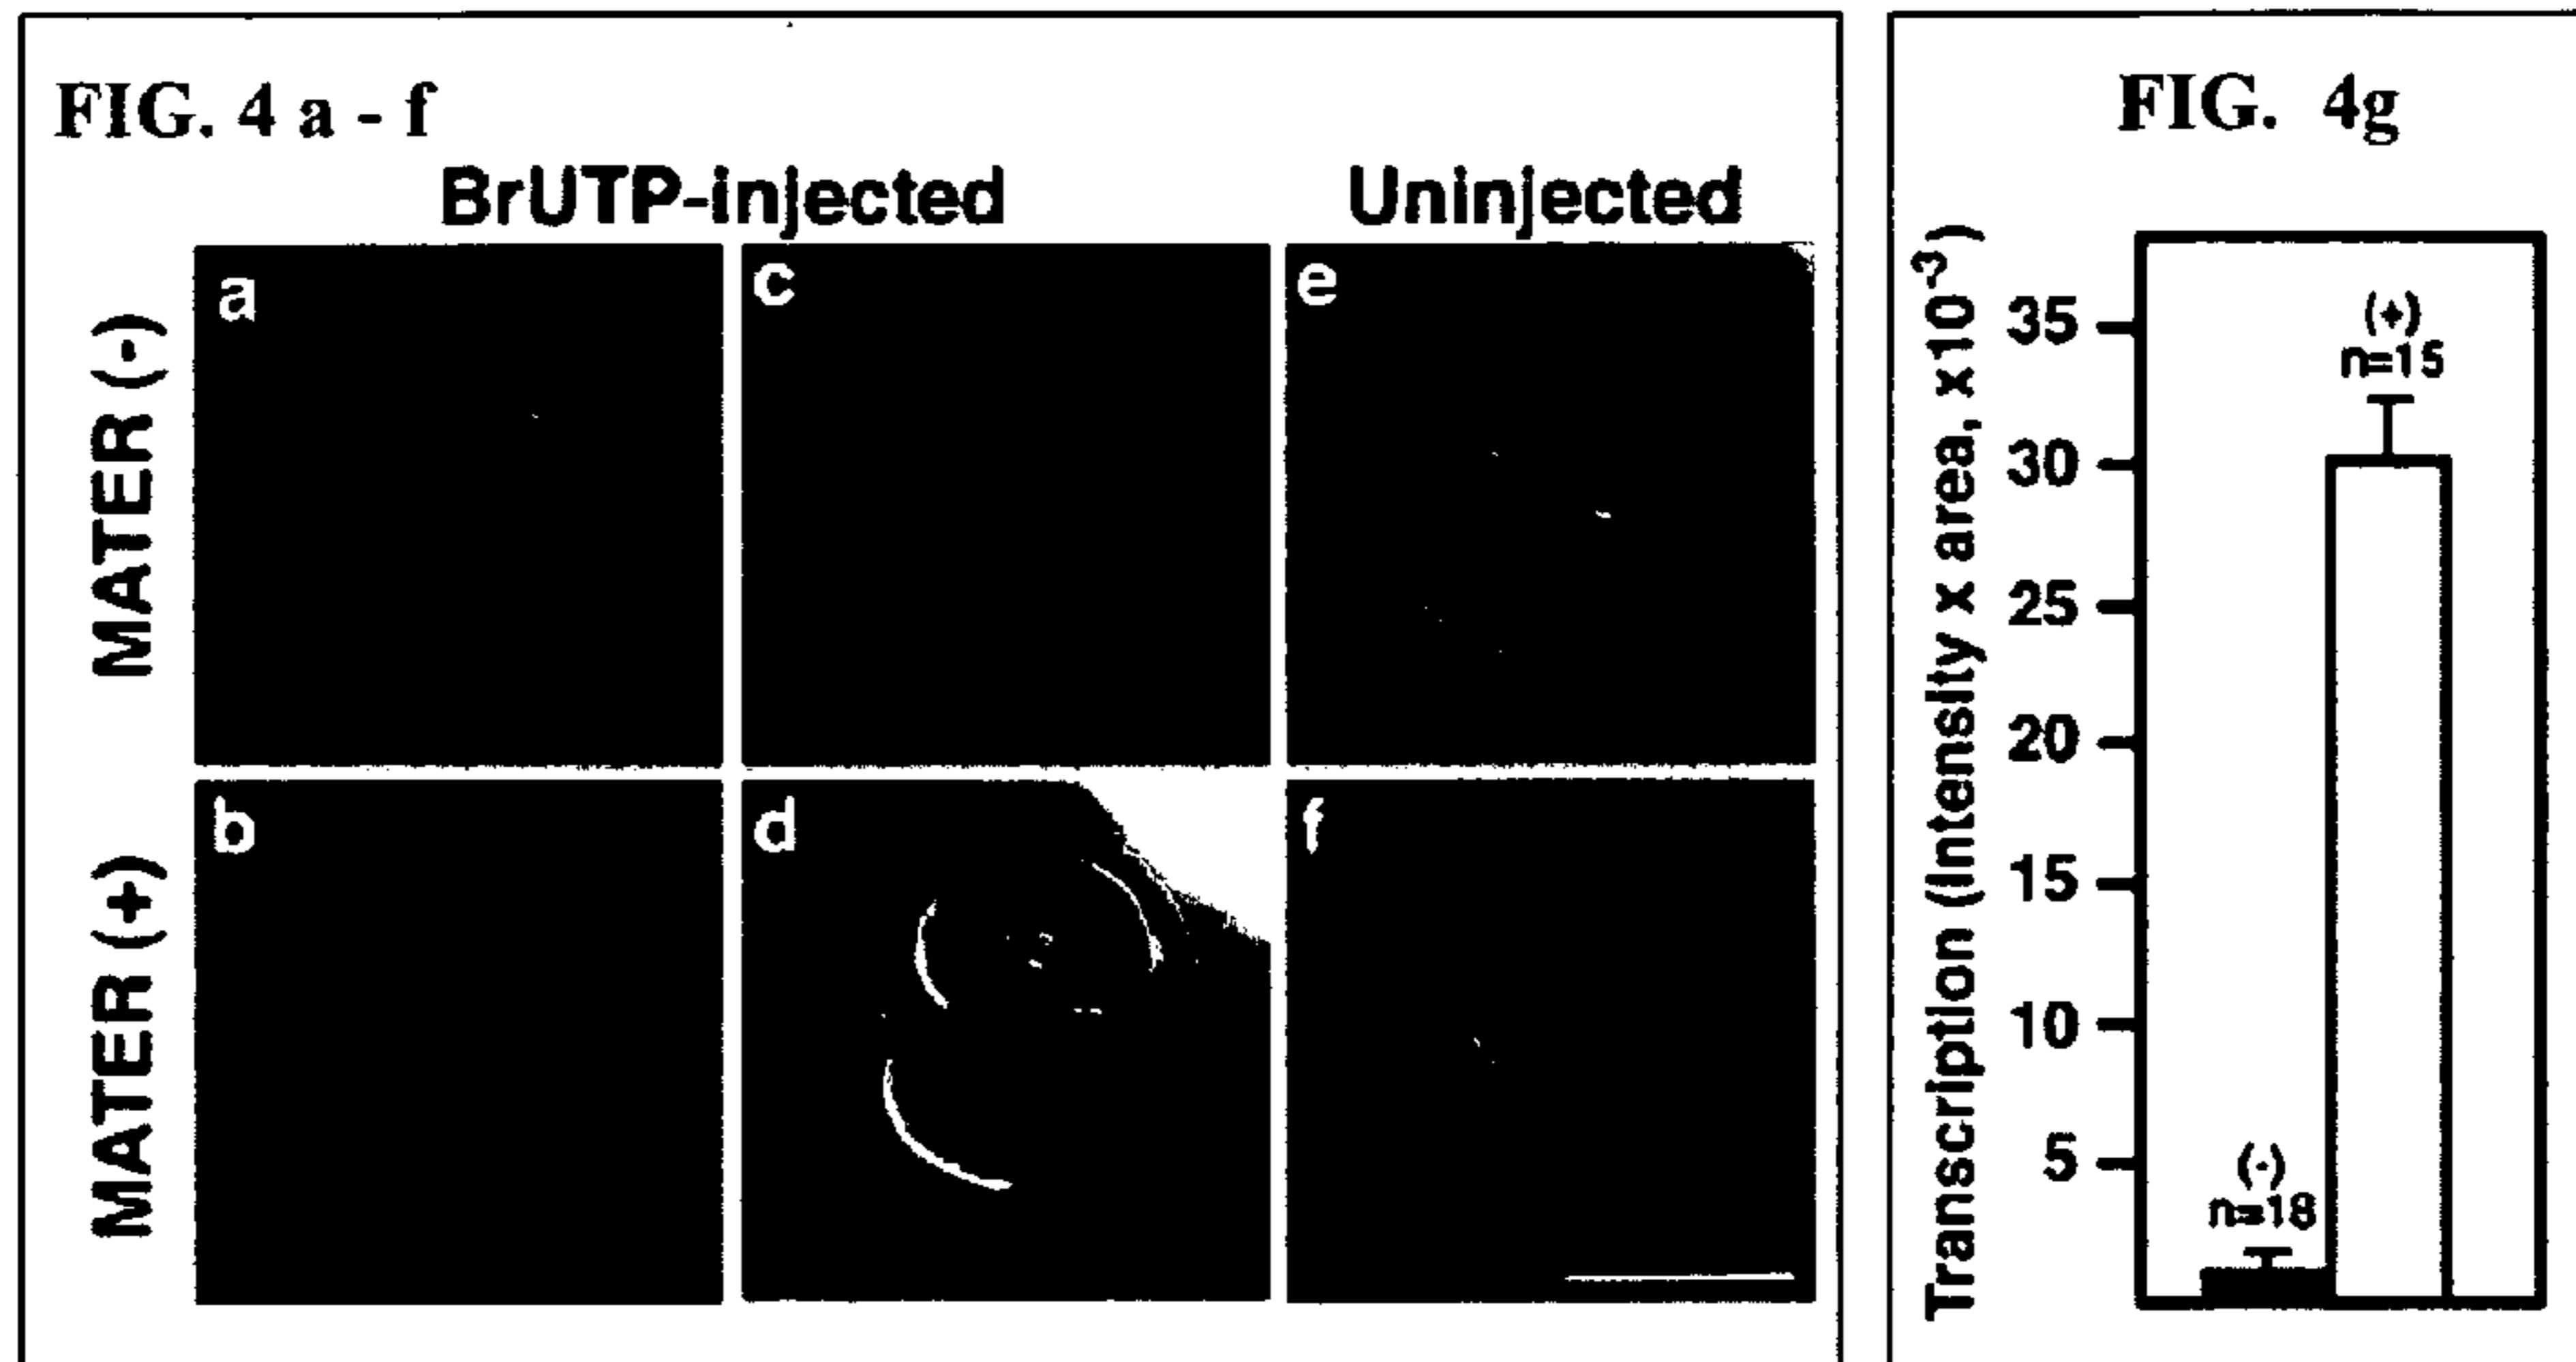 FIG. 4 a - f
BrUTP-injected
Uninjected
MATER (-)
MATER (+)
a
c
e
b
d
f
FIG. 4g
Transcription (Intensity x area, x10⁻³)
35
30
25
20
15
10
5
(+)
n=15
(-)
n=18